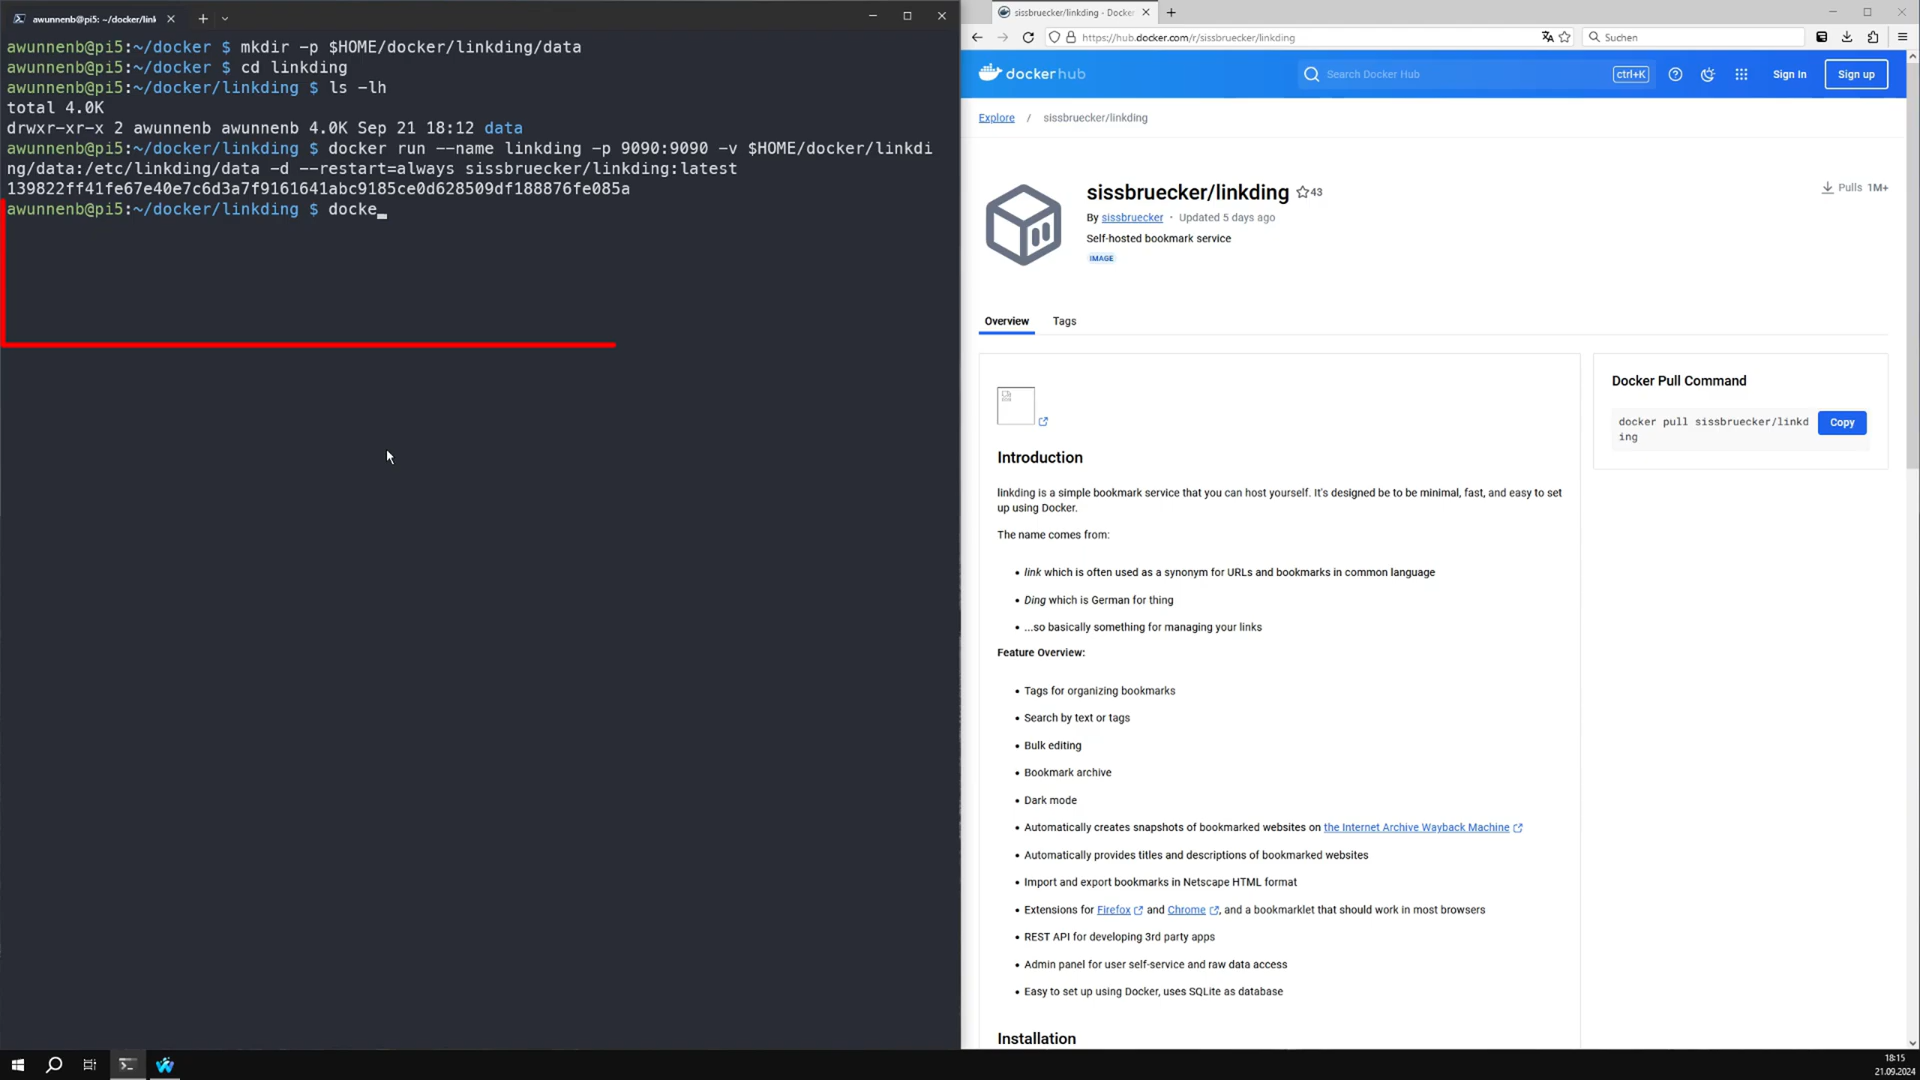 awunnenb@pi5: ~/docker/link
awunnenb@pi5:~/docker $ mkdir -p $HOME/docker/linkding/data
awunnenb@pi5:~/docker $ cd linkding
awunnenb@pi5:~/docker/linkding $ ls -lh
total 4.0K
drwxr-xr-x 2 awunnenb awunnenb 4.0K Sep 21 18:12 data
awunnenb@pi5:~/docker/linkding $ docker run --name linkding -p 9090:9090 -v $HOME/docker/linkdi
ng/data:/etc/linkding/data -d --restart=always sissbruecker/linkding:latest
139822ff41fe67e40e7c6d3a7f9161641abc9185ce0d628509df188876fe085a
awunnenb@pi5:~/docker/linkding $ docke_
sissbruecker/linkding - Docker
https://hub.docker.com/r/sissbruecker/linkding
Suchen
dockerhub
Search Docker Hub
ctrl+K
Sign In
Sign up
Explore / sissbruecker/linkding
sissbruecker/linkding 43
Pulls 1M+
By sissbruecker · Updated 5 days ago
Self-hosted bookmark service
IMAGE
Overview
Tags
Docker Pull Command
docker pull sissbruecker/linkd
ing
Copy
Introduction
linkding is a simple bookmark service that you can host yourself. It's designed be to be minimal, fast, and easy to set
up using Docker.
The name comes from:
• link which is often used as a synonym for URLs and bookmarks in common language
• Ding which is German for thing
• ...so basically something for managing your links
Feature Overview:
• Tags for organizing bookmarks
• Search by text or tags
• Bulk editing
• Bookmark archive
• Dark mode
• Automatically creates snapshots of bookmarked websites on the Internet Archive Wayback Machine
• Automatically provides titles and descriptions of bookmarked websites
• Import and export bookmarks in Netscape HTML format
• Extensions for Firefox and Chrome, and a bookmarklet that should work in most browsers
• REST API for developing 3rd party apps
• Admin panel for user self-service and raw data access
• Easy to set up using Docker, uses SQLite as database
Installation
18:15
21.09.2024